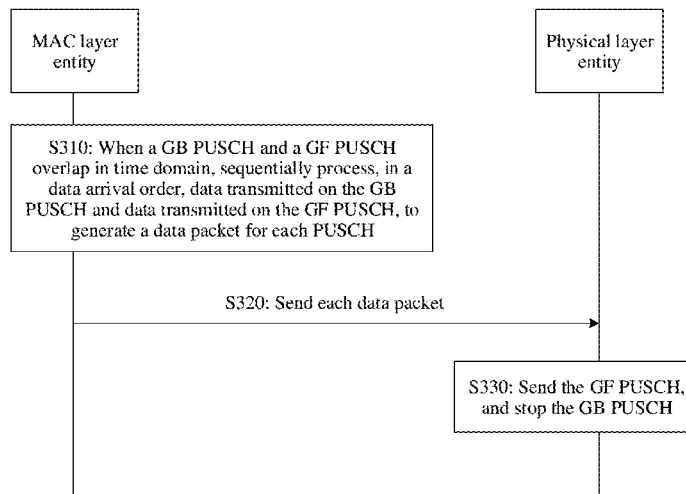 MAC layer
entity
Physical layer
entity
S310: When a GB PUSCH and a GF PUSCH
overlap in time domain, sequentially process, in a
data arrival order, data transmitted on the GB
PUSCH and data transmitted on the GF PUSCH, to
generate a data packet for each PUSCH
S320: Send each data packet
S330: Send the GF PUSCH,
and stop the GB PUSCH